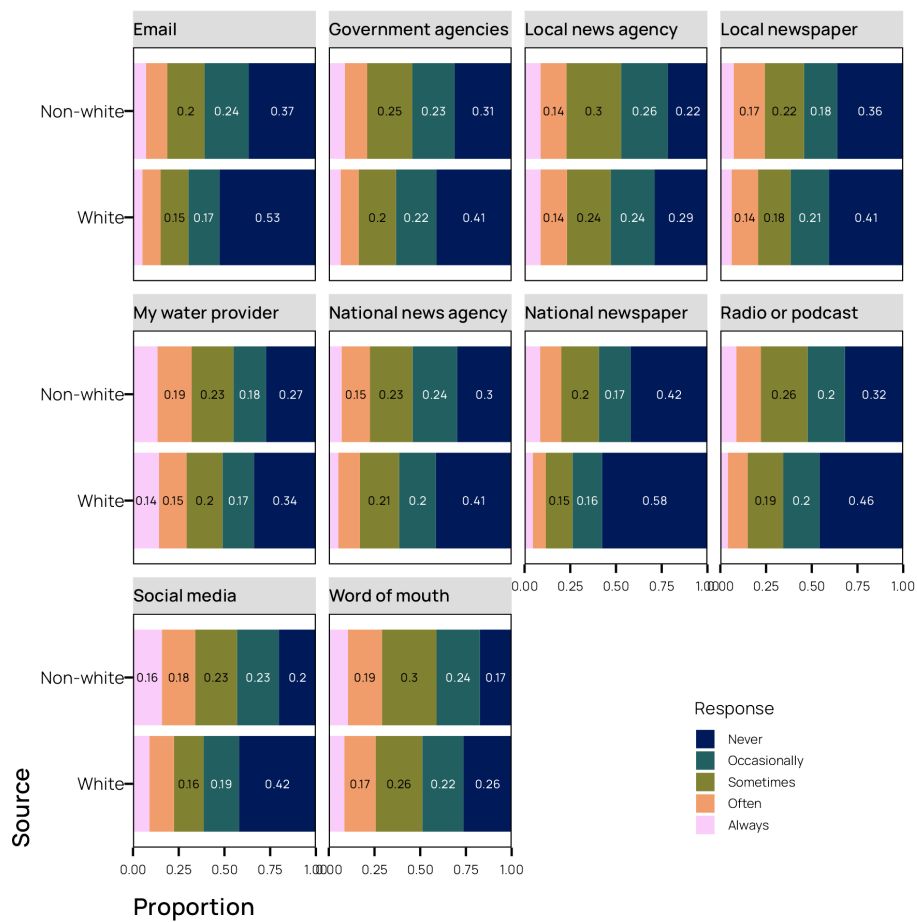 Email
Government agencies
Local news agency
Local newspaper
Non-white
0.2 0.24 0.37
0.25 0.23 0.31
0.14 0.3 0.26 0.22
0.17 0.22 0.18 0.36
White
0.15 0.17 0.53
0.2 0.22 0.41
0.14 0.24 0.24 0.29
0.14 0.18 0.21 0.41
My water provider
National news agency
National newspaper
Radio or podcast
Non-white
0.19 0.23 0.18 0.27
0.15 0.23 0.24 0.3
0.2 0.17 0.42
0.26 0.2 0.32
White
0.14 0.15 0.2 0.17 0.34
0.21 0.2 0.41
0.15 0.16 0.58
0.19 0.2 0.46
0.00 0.25 0.50 0.75 1.00
0.00 0.25 0.50 0.75 1.00
Social media
Word of mouth
Non-white
0.16 0.18 0.23 0.23 0.2
0.19 0.3 0.24 0.17
White
0.16 0.19 0.42
0.17 0.26 0.22 0.26
0.00 0.25 0.50 0.75 1.00
0.00 0.25 0.50 0.75 1.00
Source
Proportion
Response
Never
Occasionally
Sometimes
Often
Always